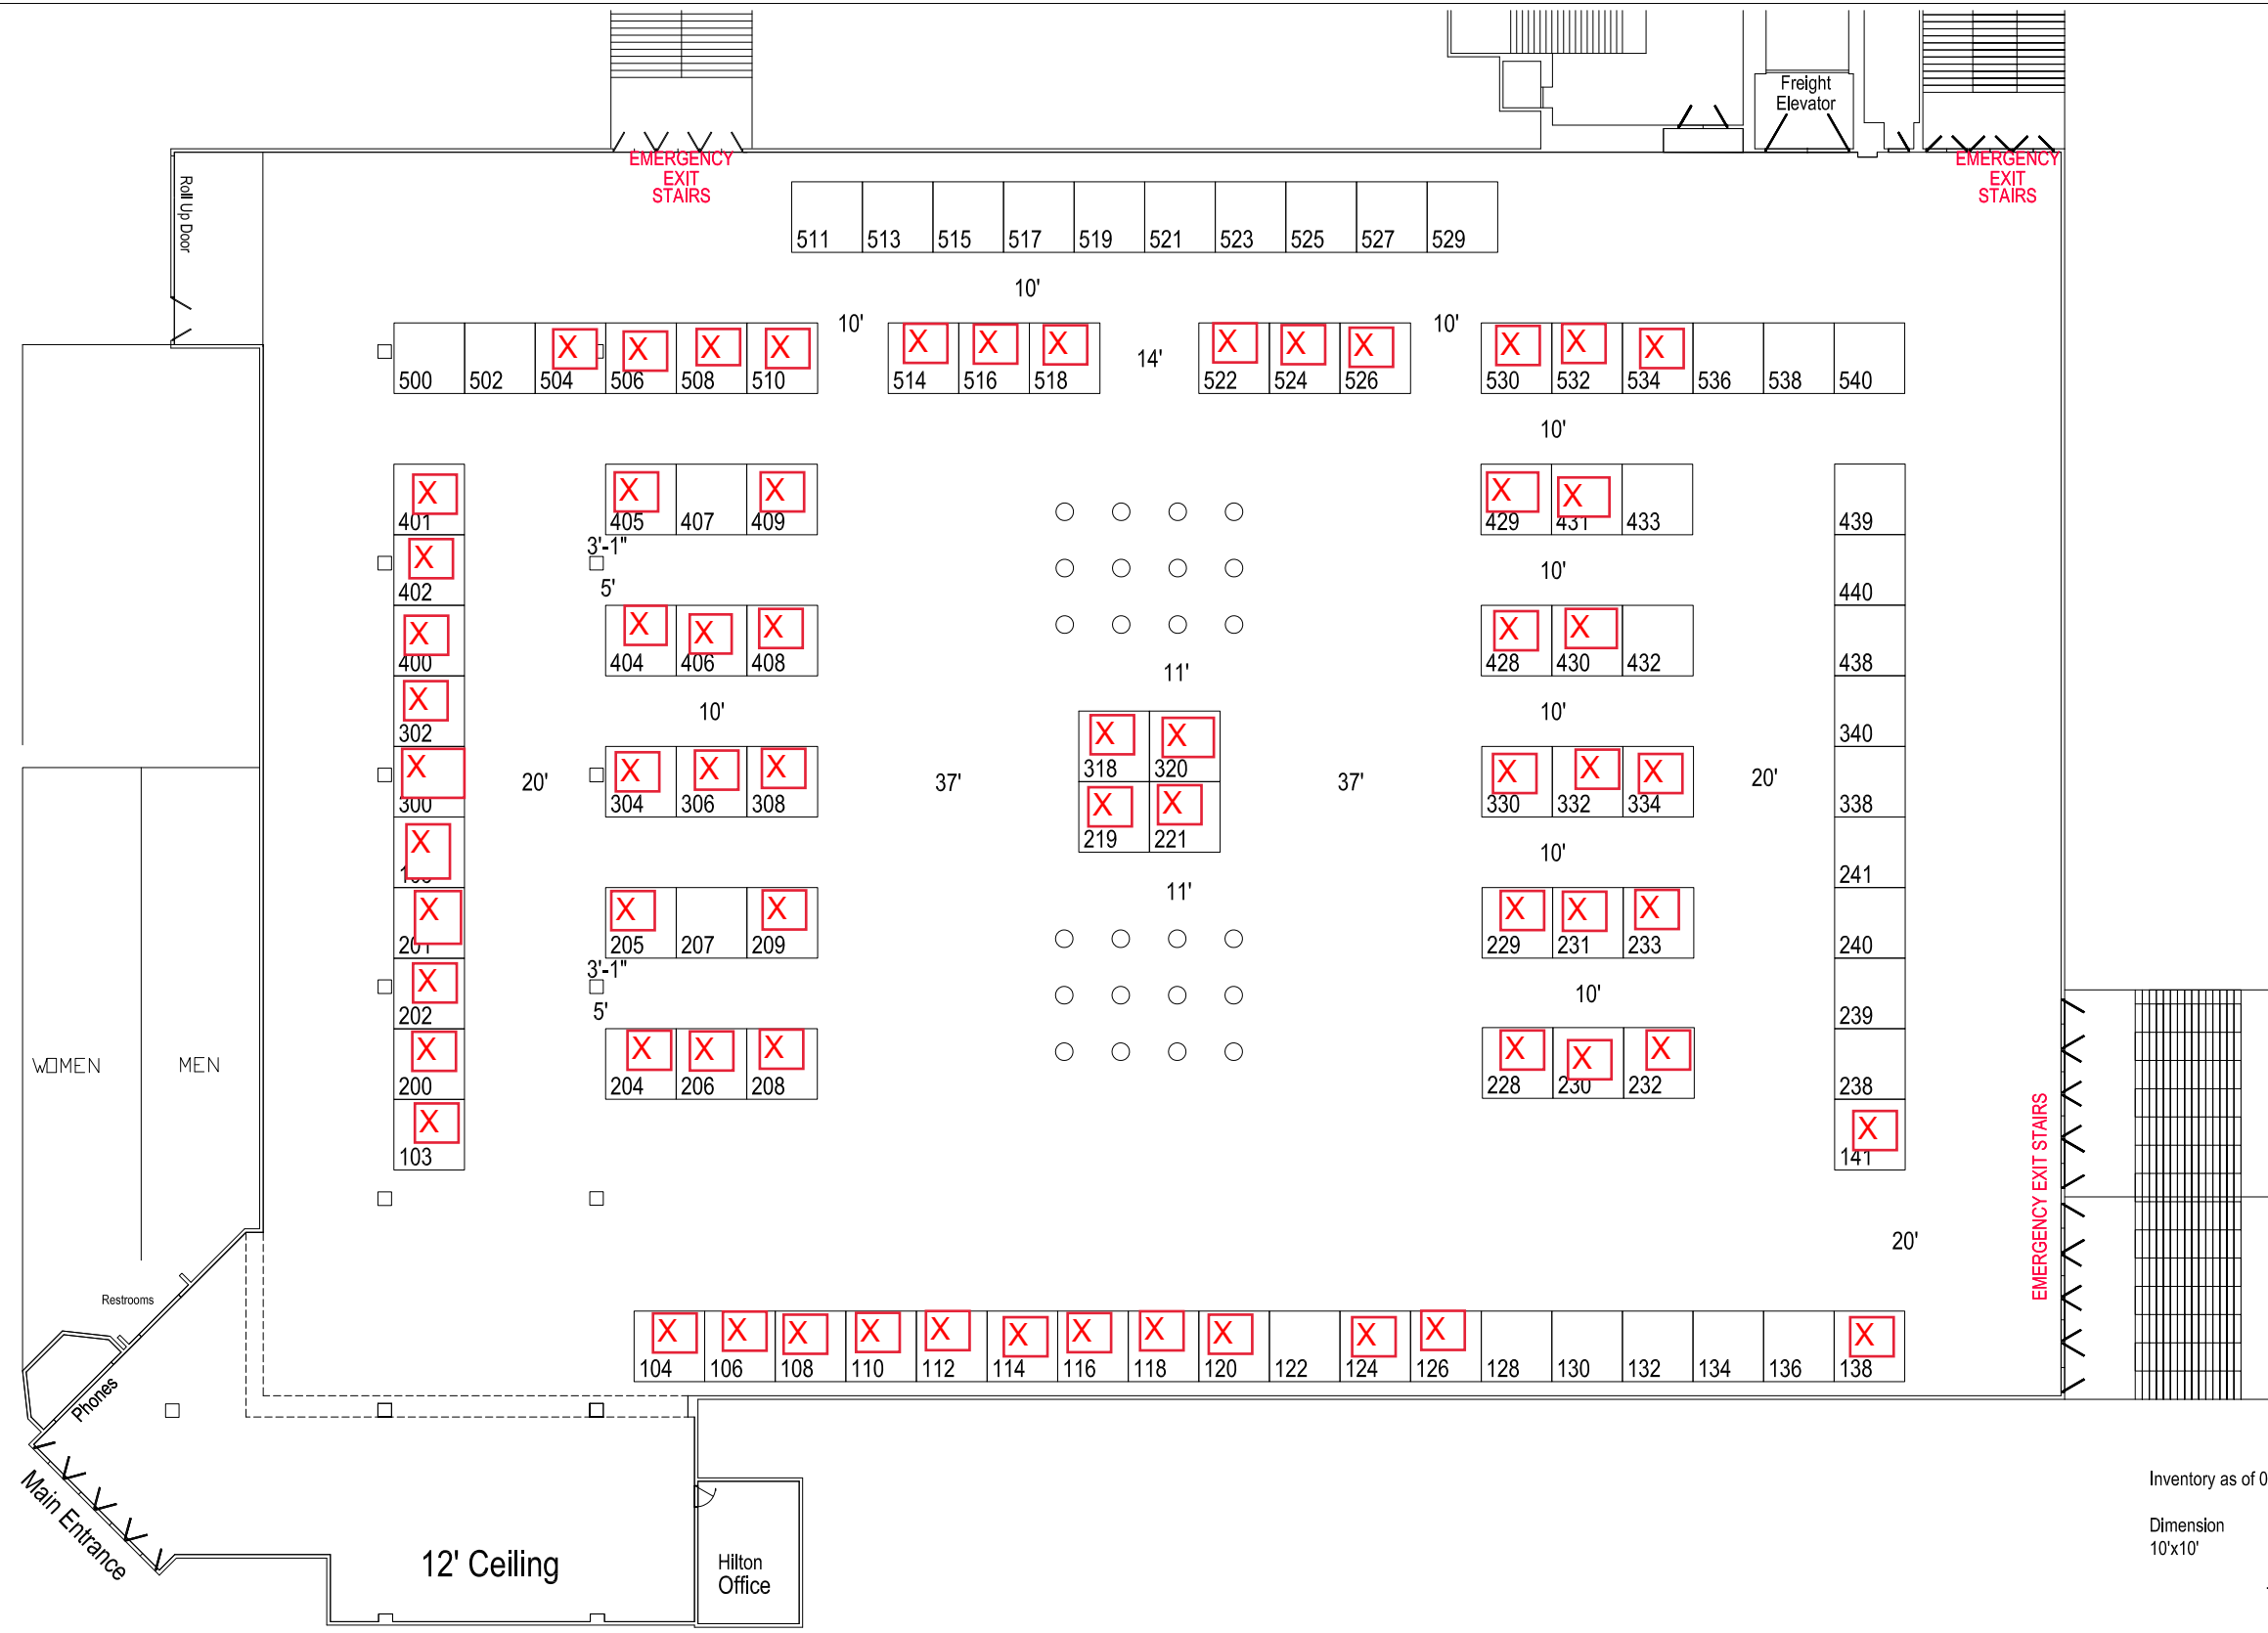 Freight
Elevator
EMERGENCY
EXIT
STAIRS
EMERGENCY
EXIT
STAIRS
Roll Up Door
511 513 515 517 519 521 523 525 527 529
10'
10' 10'
14'
X X X X X X X X X X X X X
500 502 504 506 508 510 514 516 518 522 524 526 530 532 534 536 538 540
10'
X X X X X
401 405 407 409 429 431 433 439
3'-1"
X
402 5' 10' 440
X X X X X X
400 404 406 408 428 430 432 438
11'
X
302 10' 10' 340
X X
318 320
X X X X X X X
300 304 306 308 330 332 334 338
20' 37' 37' 20'
X X
219 221
X
10' 241
11'
X X X X X X
201 205 207 209 229 231 233 240
3'-1"
X
202 5' 10' 239
X X X X X X X
200 204 206 208 228 230 232 238
WOMEN MEN
X X
103 141
EMERGENCY EXIT STAIRS
20'
Restrooms
X X X X X X X X X X X X
104 106 108 110 112 114 116 118 120 122 124 126 128 130 132 134 136 138
Phones
Main Entrance
12' Ceiling
Hilton
Office
Inventory as of 0
Dimension
10'x10'